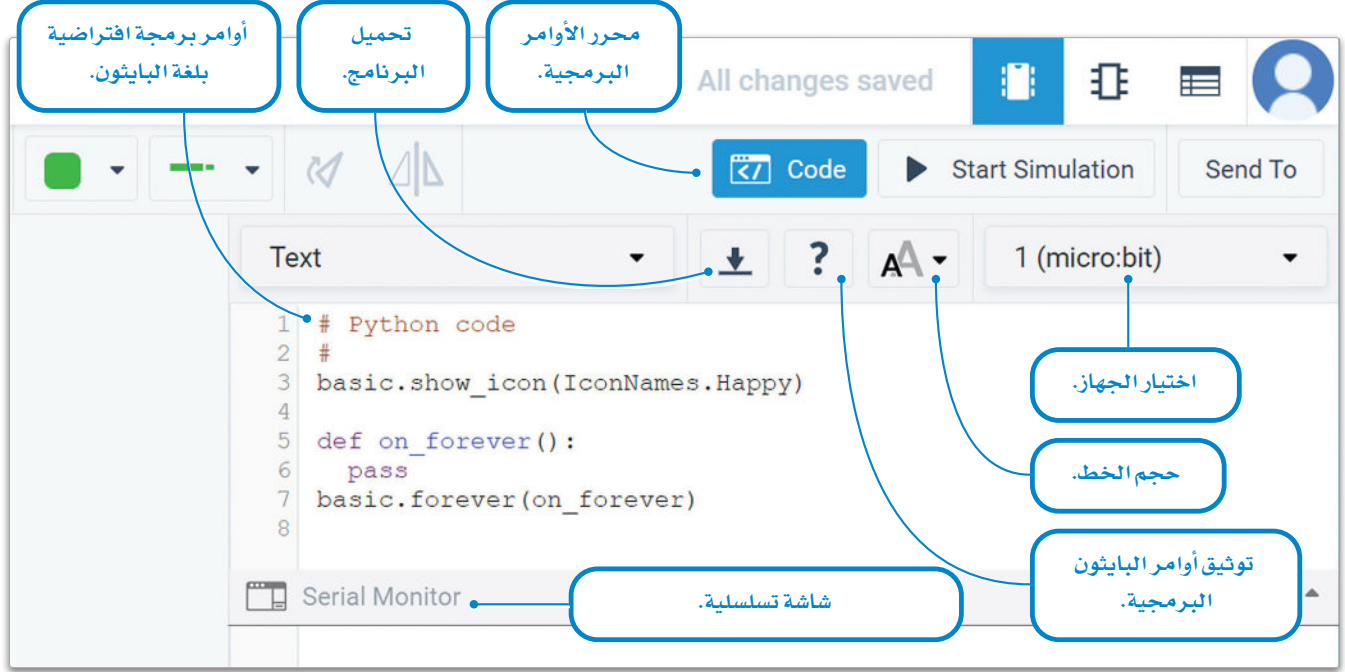 أوامر برمجة افتراضية
بلغة البايثون.
تحميل
البرنامج.
محرر الأوامر
البرمجية.
All changes saved
Code
Start Simulation
Send To
Text
?
AA
1 (micro:bit)
1 # Python code
2 #
3 basic.show_icon(IconNames.Happy)
4
5 def on_forever():
6   pass
7 basic.forever(on_forever)
8
اختيار الجهاز.
حجم الخط.
توثيق أوامر البايثون
البرمجية.
Serial Monitor
شاشة تسلسلية.